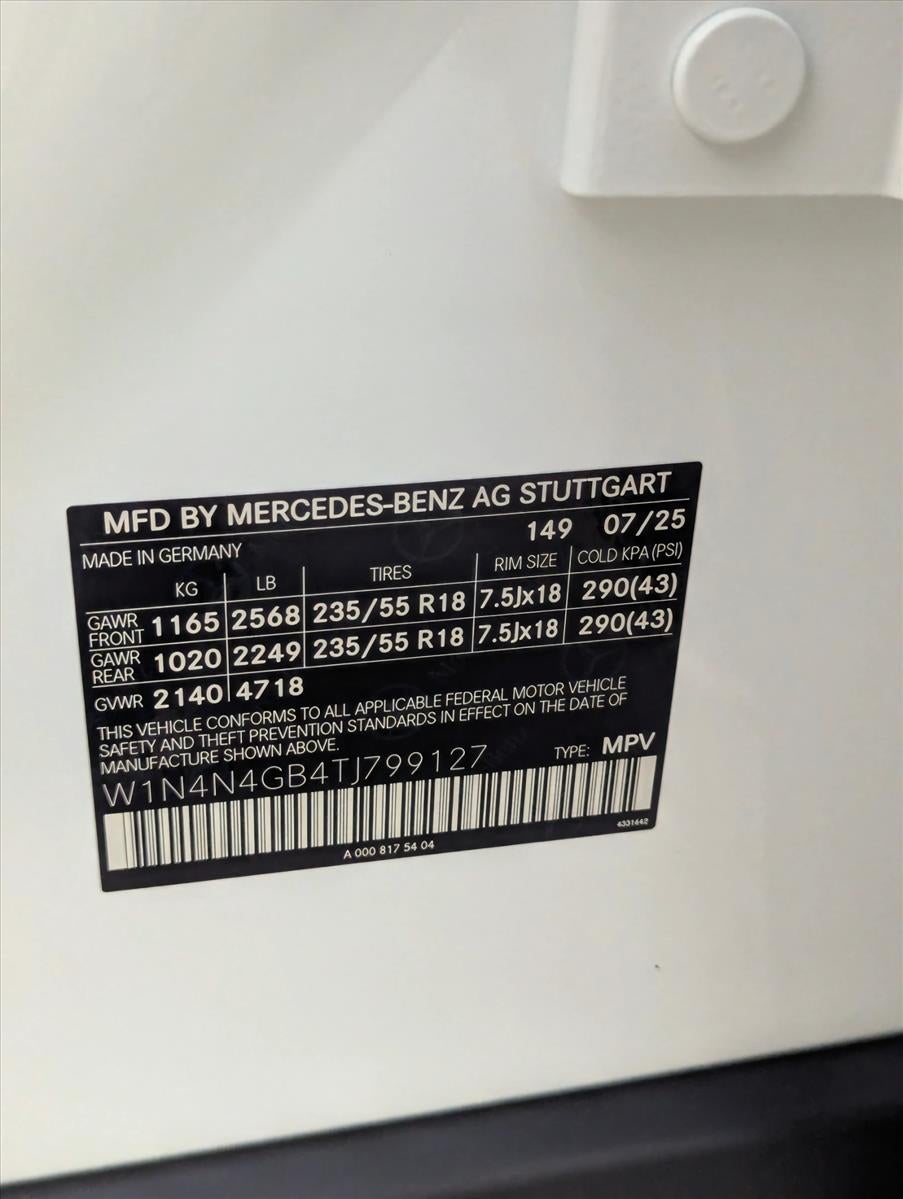 MFD BY MERCEDES-BENZ AG STUTTGART
149 07/25
MADE IN GERMANY
KG LB TIRES RIM SIZE COLD KPA (PSI)
GAWR FRONT 1165 2568 235/55 R18 7.5Jx18 290(43)
GAWR REAR 1020 2249 235/55 R18 7.5Jx18 290(43)
GVWR 2140 4718
THIS VEHICLE CONFORMS TO ALL APPLICABLE FEDERAL MOTOR VEHICLE
SAFETY AND THEFT PREVENTION STANDARDS IN EFFECT ON THE DATE OF
MANUFACTURE SHOWN ABOVE.
W1N4N4GB4TJ799127 TYPE: MPV
A 000 817 54 04
4331642